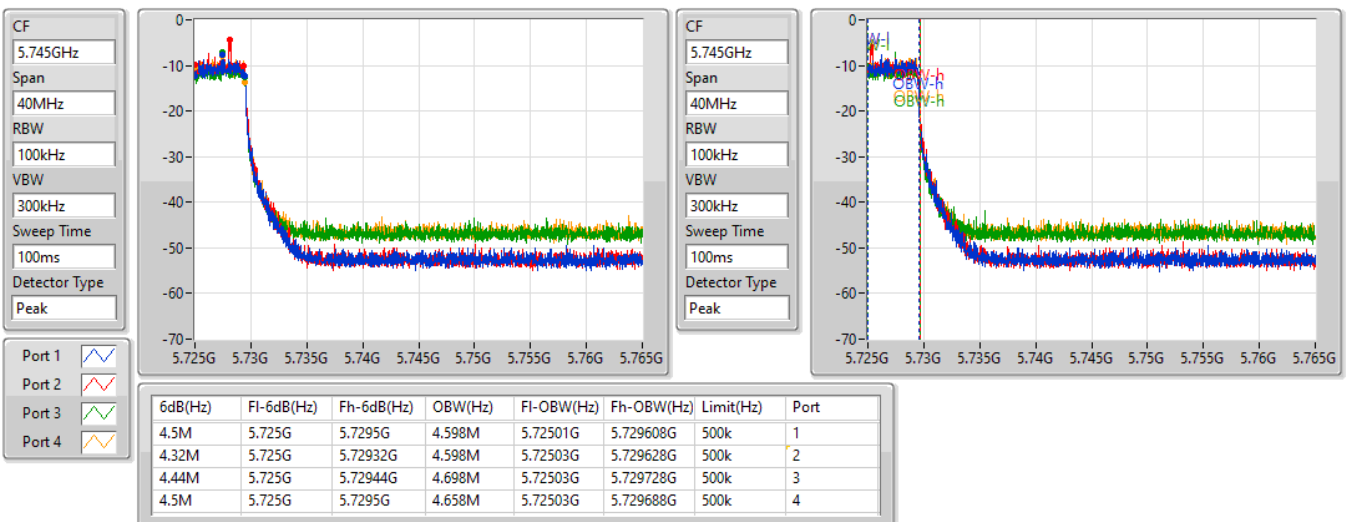 CF
5.745GHz
Span
40MHz
RBW
100kHz
VBW
300kHz
Sweep Time
100ms
Detector Type
Peak
0
-10
-20
-30
-40
-50
-60
-70
5.725G 5.73G 5.735G 5.74G 5.745G 5.75G 5.755G 5.76G 5.765G
CF
5.745GHz
Span
40MHz
RBW
100kHz
VBW
300kHz
Sweep Time
100ms
Detector Type
Peak
0
-10
-20
-30
-40
-50
-60
-70
OBW-h
OBW-h
OBW-h
5.725G 5.73G 5.735G 5.74G 5.745G 5.75G 5.755G 5.76G 5.765G
Port 1
Port 2
Port 3
Port 4
6dB(Hz) Fl-6dB(Hz) Fh-6dB(Hz) OBW(Hz) Fl-OBW(Hz) Fh-OBW(Hz) Limit(Hz) Port
4.5M 5.725G 5.7295G 4.598M 5.72501G 5.729608G 500k 1
4.32M 5.725G 5.72932G 4.598M 5.72503G 5.729628G 500k 2
4.44M 5.725G 5.72944G 4.698M 5.72503G 5.729728G 500k 3
4.5M 5.725G 5.7295G 4.658M 5.72503G 5.729688G 500k 4